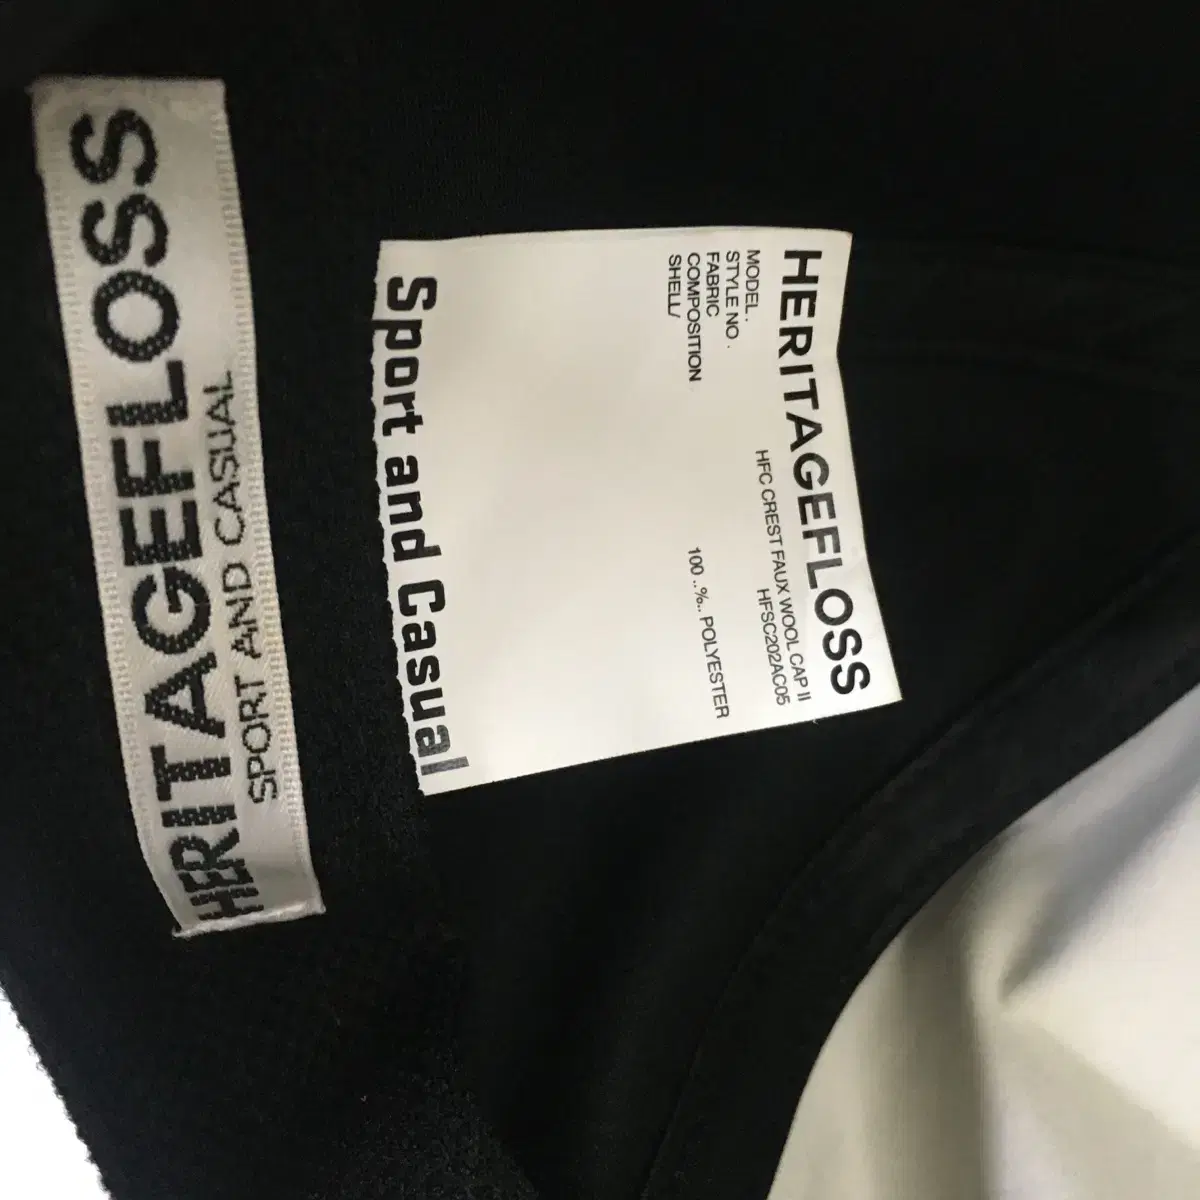 HERITAGEFLOSS
SPORT AND CASUAL
HERITAGEFLOSS
MODEL . HFC CREST FAUX WOOL CAP II
STYLE NO . HFSC202AC05
FABRIC
COMPOSITION
SHELL/ 100 ..%.. POLYESTER
Sport and Casual